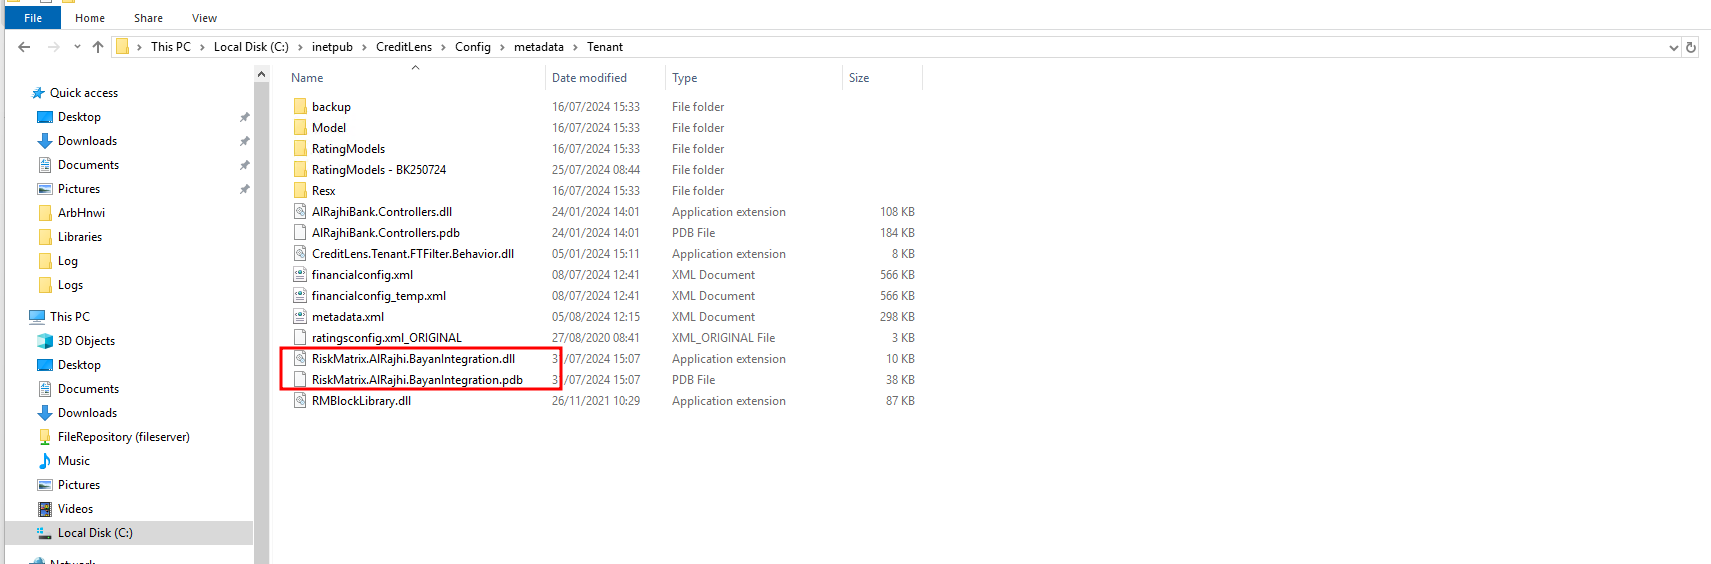 File Home Share View
This PC Local Disk (C:) inetpub CreditLens Config metadata Tenant
Name Date modified Type Size
Quick access
Desktop
Downloads
Documents
Pictures
ArbHnwi
Libraries
Log
Logs
This PC
3D Objects
Desktop
Documents
Downloads
FileRepository (fileserver)
Music
Pictures
Videos
Local Disk (C:)
Network
backup 16/07/2024 15:33 File folder
Model 16/07/2024 15:33 File folder
RatingModels 16/07/2024 15:33 File folder
RatingModels - BK250724 25/07/2024 08:44 File folder
Resx 16/07/2024 15:33 File folder
AlRajhiBank.Controllers.dll 24/01/2024 14:01 Application extension 108 KB
AlRajhiBank.Controllers.pdb 24/01/2024 14:01 PDB File 184 KB
CreditLens.Tenant.FTFilter.Behavior.dll 05/01/2024 15:11 Application extension 8 KB
financialconfig.xml 08/07/2024 12:41 XML Document 566 KB
financialconfig_temp.xml 08/07/2024 12:41 XML Document 566 KB
metadata.xml 05/08/2024 12:15 XML Document 298 KB
ratingsconfig.xml_ORIGINAL 27/08/2020 08:41 XML_ORIGINAL File 3 KB
RiskMatrix.AlRajhi.BayanIntegration.dll 31/07/2024 15:07 Application extension 10 KB
RiskMatrix.AlRajhi.BayanIntegration.pdb 31/07/2024 15:07 PDB File 38 KB
RMBlockLibrary.dll 26/11/2021 10:29 Application extension 87 KB